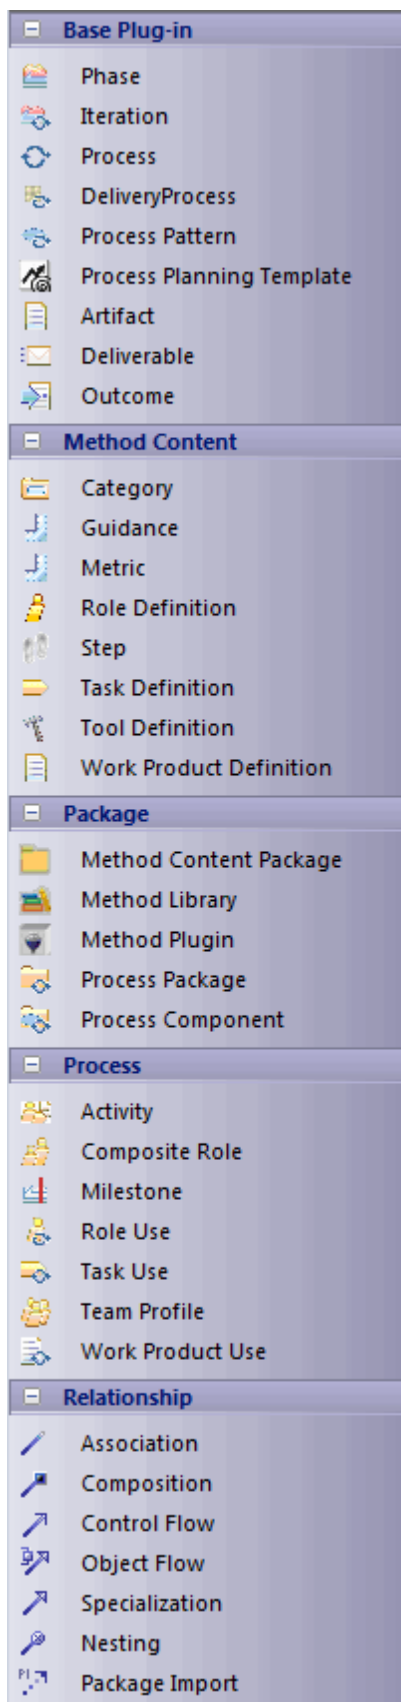 Base Plug-in
Phase
Iteration
Process
DeliveryProcess
Process Pattern
Process Planning Template
Artifact
Deliverable
Outcome
Method Content
Category
Guidance
Metric
Role Definition
Step
Task Definition
Tool Definition
Work Product Definition
Package
Method Content Package
Method Library
Method Plugin
Process Package
Process Component
Process
Activity
Composite Role
Milestone
Role Use
Task Use
Team Profile
Work Product Use
Relationship
Association
Composition
Control Flow
Object Flow
Specialization
Nesting
PI Package Import